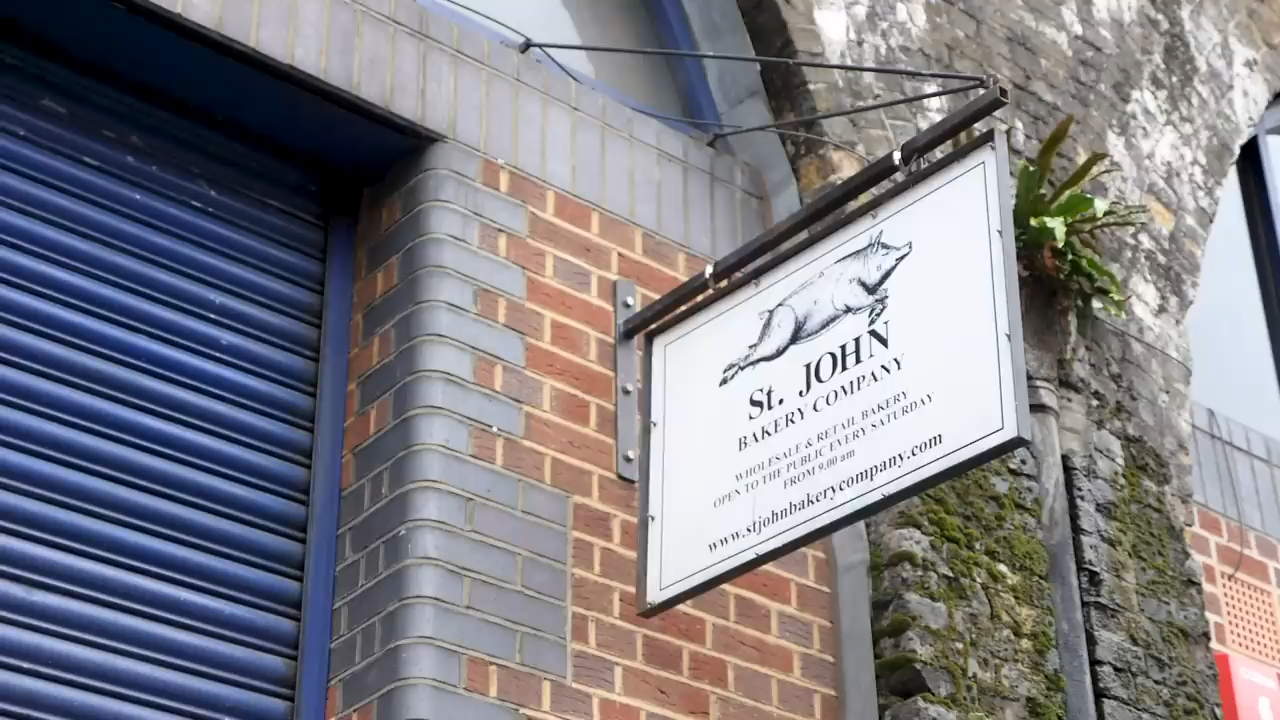 St. JOHN
BAKERY COMPANY
WHOLESALE & RETAIL BAKERY
OPEN TO THE PUBLIC EVERY SATURDAY
FROM 9.00 am
www.stjohnbakerycompany.com